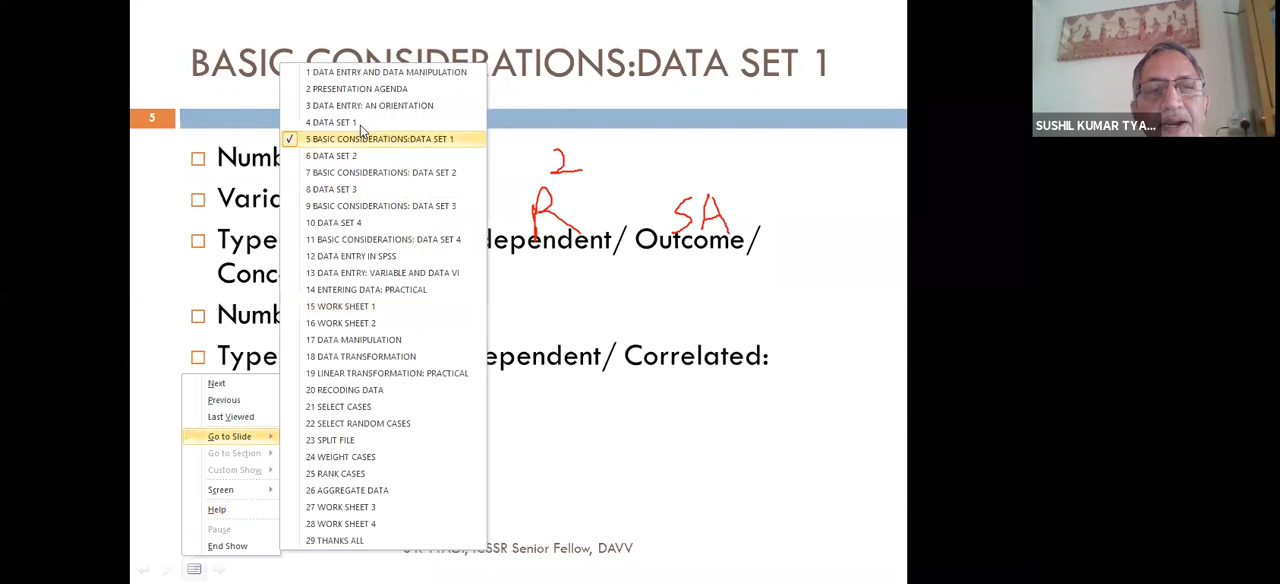 BASIC CONSIDERATIONS:DATA SET 1
5
Numb
2
Varia
R
SA
Type
dependent/ Outcome/
Conc
Numb
Type
ependent/ Correlated:
1 DATA ENTRY AND DATA MANIPULATION
2 PRESENTATION AGENDA
3 DATA ENTRY: AN ORIENTATION
4 DATA SET 1
✓ 5 BASIC CONSIDERATIONS:DATA SET 1
6 DATA SET 2
7 BASIC CONSIDERATIONS: DATA SET 2
8 DATA SET 3
9 BASIC CONSIDERATIONS: DATA SET 3
10 DATA SET 4
11 BASIC CONSIDERATIONS: DATA SET 4
12 DATA ENTRY IN SPSS
13 DATA ENTRY: VARIABLE AND DATA VI
14 ENTERING DATA: PRACTICAL
15 WORK SHEET 1
16 WORK SHEET 2
17 DATA MANIPULATION
18 DATA TRANSFORMATION
19 LINEAR TRANSFORMATION: PRACTICAL
20 RECODING DATA
21 SELECT CASES
22 SELECT RANDOM CASES
23 SPLIT FILE
24 WEIGHT CASES
25 RANK CASES
26 AGGREGATE DATA
27 WORK SHEET 3
28 WORK SHEET 4
29 THANKS ALL
Next
Previous
Last Viewed
Go to Slide
Go to Section
Custom Show
Screen
Help
Pause
End Show
ICSSR Senior Fellow, DAVV
SUSHIL KUMAR TYA...